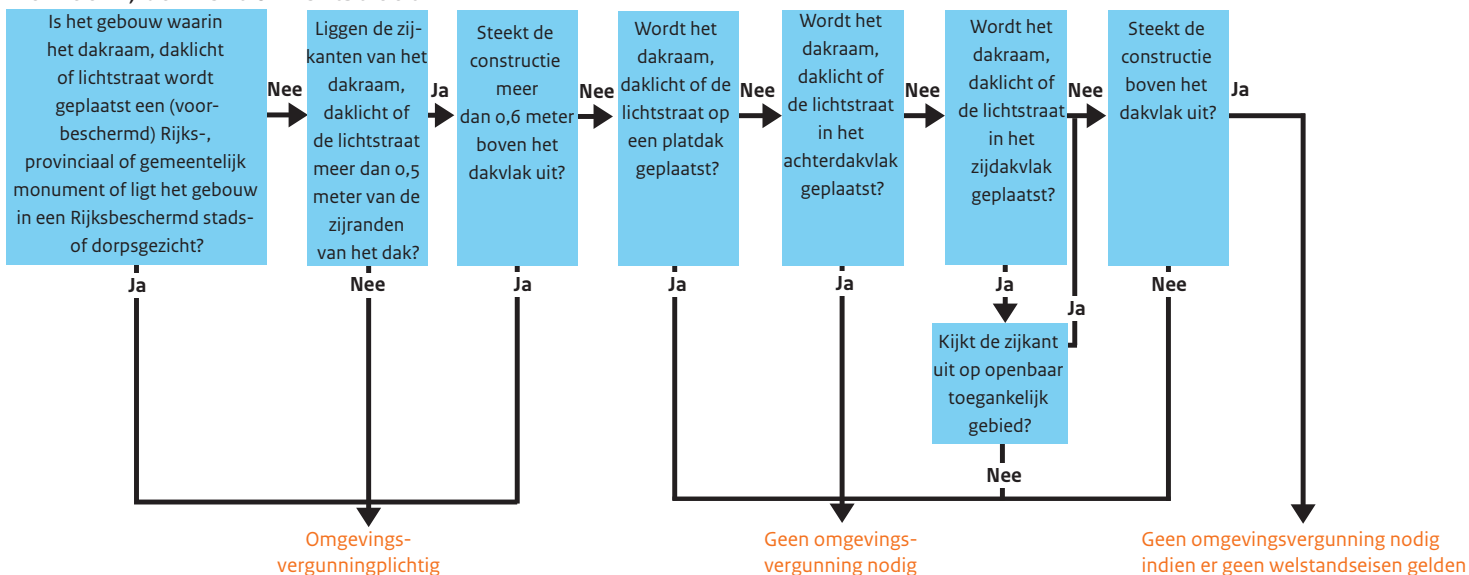 Is het gebouw waarin
het dakraam, daklicht
of lichtstraat wordt
geplaatst een (voor-
beschermd) Rijks-,
provinciaal of gemeentelijk
monument of ligt het gebouw
in een Rijksbeschermd stads-
of dorpsgezicht?
Nee
Ja
Liggen de zij-
kanten van het
dakraam,
daklicht of
de lichtstraat
meer dan 0,5
meter van de
zijranden
van het dak?
Ja
Nee
Steekt de
constructie
meer
dan 0,6 meter
boven het
dakvlak uit?
Nee
Ja
Wordt het
dakraam,
daklicht of de
lichtstraat op
een platdak
geplaatst?
Nee
Ja
Wordt het
dakraam,
daklicht of
de lichtstraat
in het
achterdakvlak
geplaatst?
Nee
Ja
Wordt het
dakraam,
daklicht of
de lichtstraat
in het
zijdakvlak
geplaatst?
Nee
Ja
Kijkt de zijkant
uit op openbaar
toegankelijk
gebied?
Ja
Nee
Steekt de
constructie
boven het
dakvlak uit?
Ja
Nee
Omgevings-
vergunningplichtig
Geen omgevings-
vergunning nodig
Geen omgevingsvergunning nodig
indien er geen welstandseisen gelden